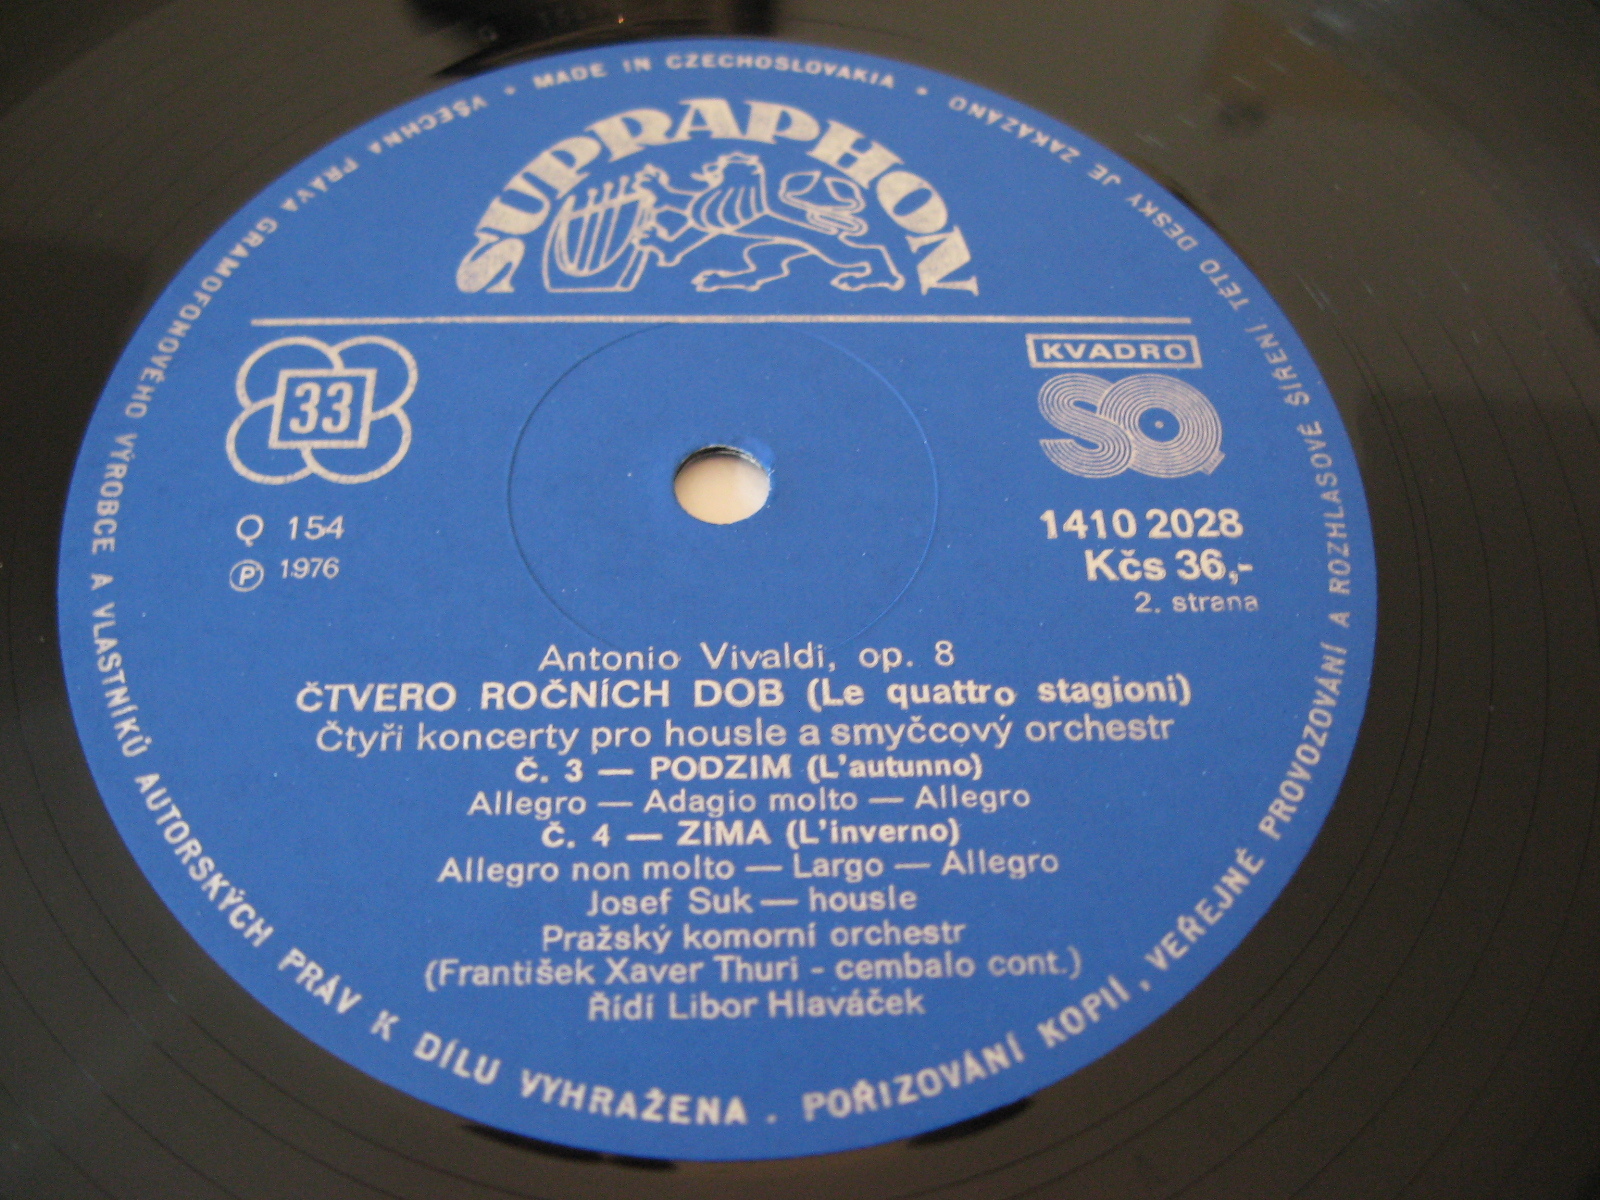 VŠECHNA PRÁVA GRAMOFONOVÉHO VÝROBCE A VLASTNÍKŮ AUTORSKÝCH PRÁV K DÍLU VYHRAŽENA . POŘIZOVÁNÍ KOPIÍ, VEŘEJNÉ PROVOZOVÁNÍ A ROZHLASOVÉ ŠÍŘENÍ TÉTO DESKY JE ZAKÁZÁNO • MADE IN CZECHOSLOVAKIA •
SUPRAPHON
33
KVADRO
SQ
Q 154
Ⓟ 1976
1410 2028
Kčs 36,-
2. strana
Antonio Vivaldi, op. 8
ČTVERO ROČNÍCH DOB (Le quattro stagioni)
Čtyři koncerty pro housle a smyčcový orchestr
Č. 3 — PODZIM (L'autunno)
Allegro — Adagio molto — Allegro
Č. 4 — ZIMA (L'inverno)
Allegro non molto — Largo — Allegro
Josef Suk — housle
Pražský komorní orchestr
(František Xaver Thuri - cembalo cont.)
Řídí Libor Hlaváček